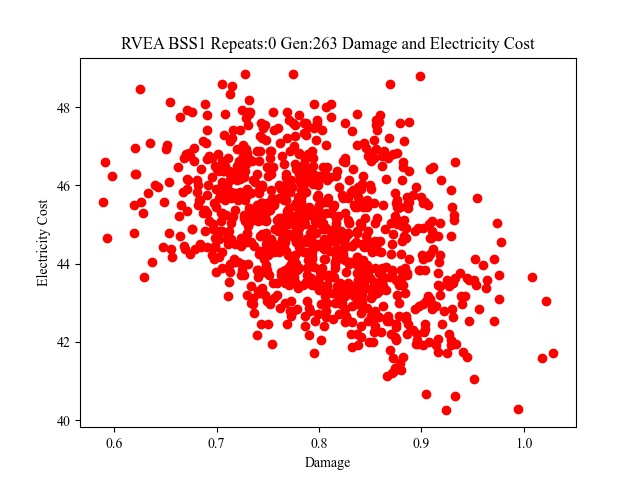 RVEA BSS1 Repeats:0 Gen:263 Damage and Electricity Cost
48
46
44
42
40
Electricity Cost
0.6 0.7 0.8 0.9 1.0
Damage